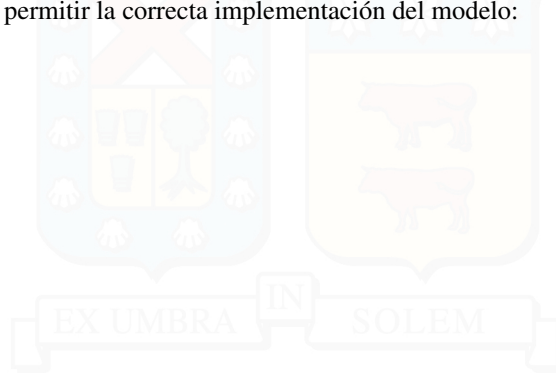 permitir la correcta implementación del modelo:
EX UMBRA IN SOLEM